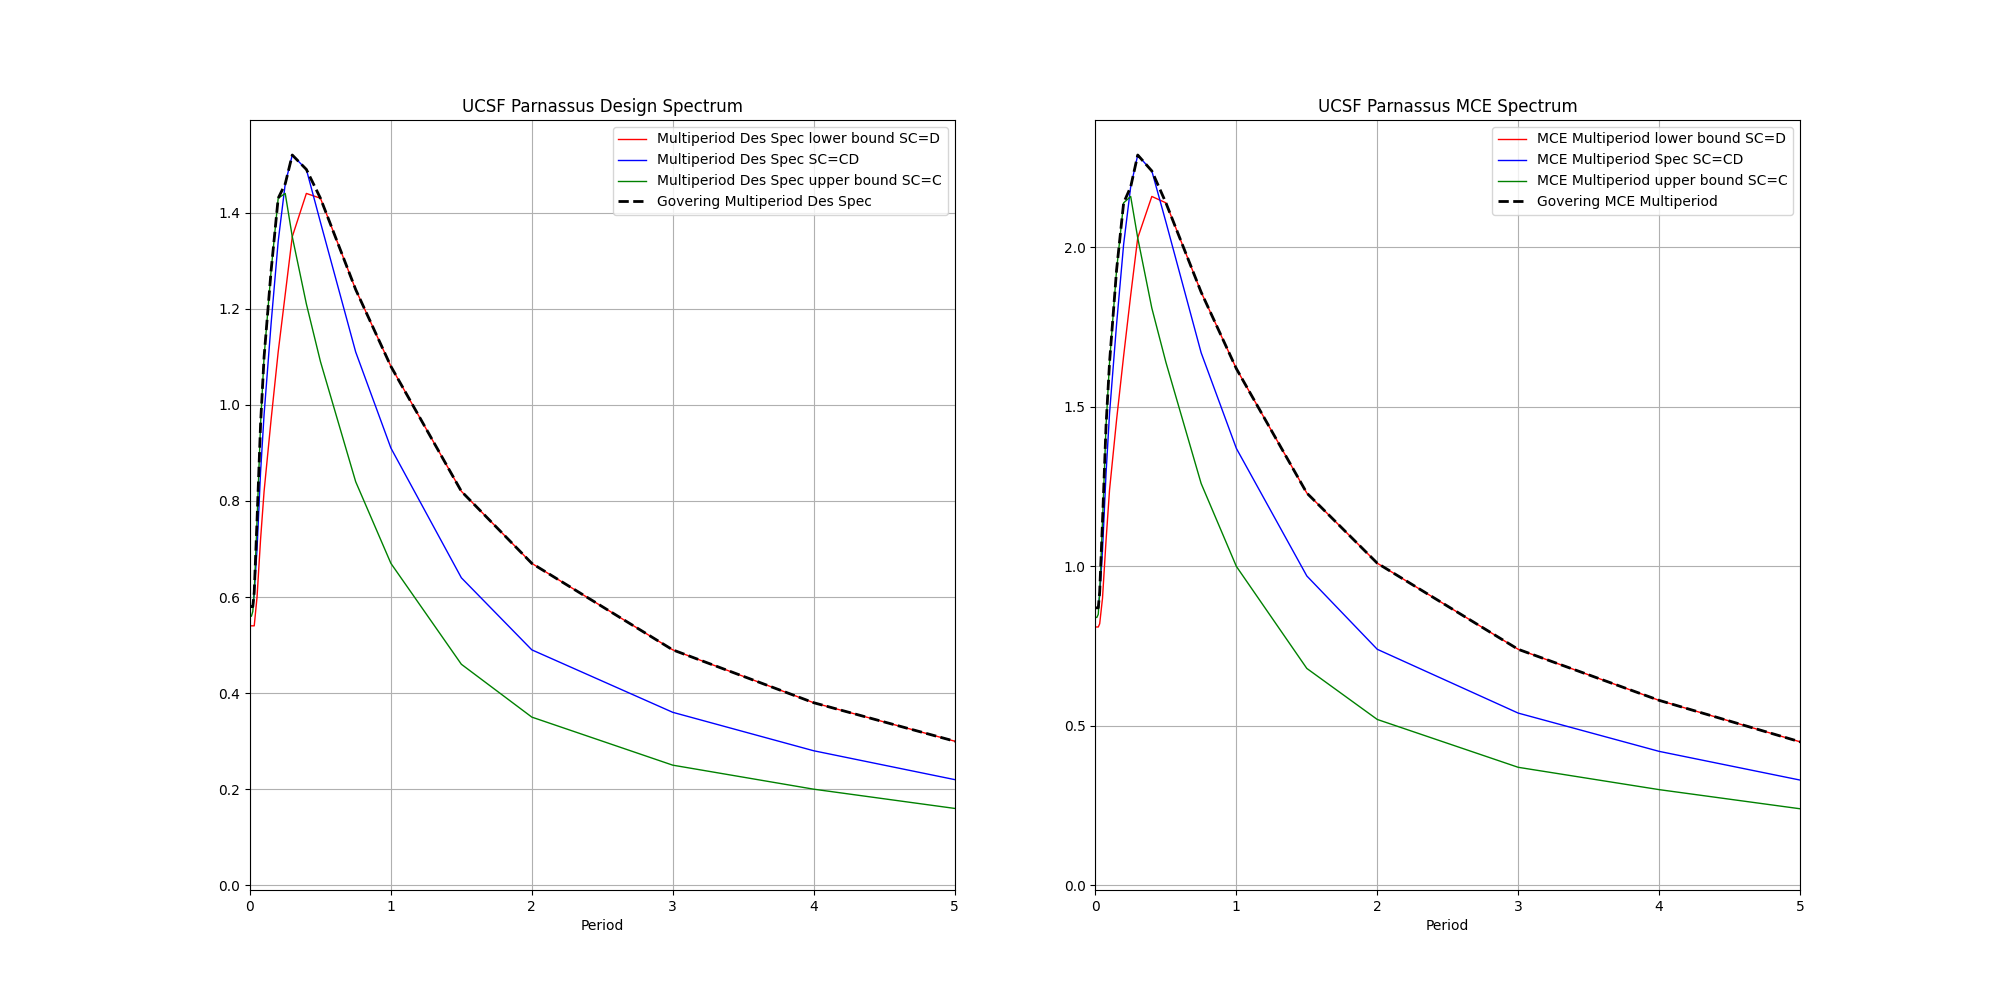 UCSF Parnassus Design Spectrum
Multiperiod Des Spec lower bound SC=D
Multiperiod Des Spec SC=CD
Multiperiod Des Spec upper bound SC=C
Govering Multiperiod Des Spec
1.4
1.2
1.0
0.8
0.6
0.4
0.2
0.0
0 1 2 3 4 5
Period
UCSF Parnassus MCE Spectrum
MCE Multiperiod lower bound SC=D
MCE Multiperiod Spec SC=CD
MCE Multiperiod upper bound SC=C
Govering MCE Multiperiod
2.0
1.5
1.0
0.5
0.0
0 1 2 3 4 5
Period